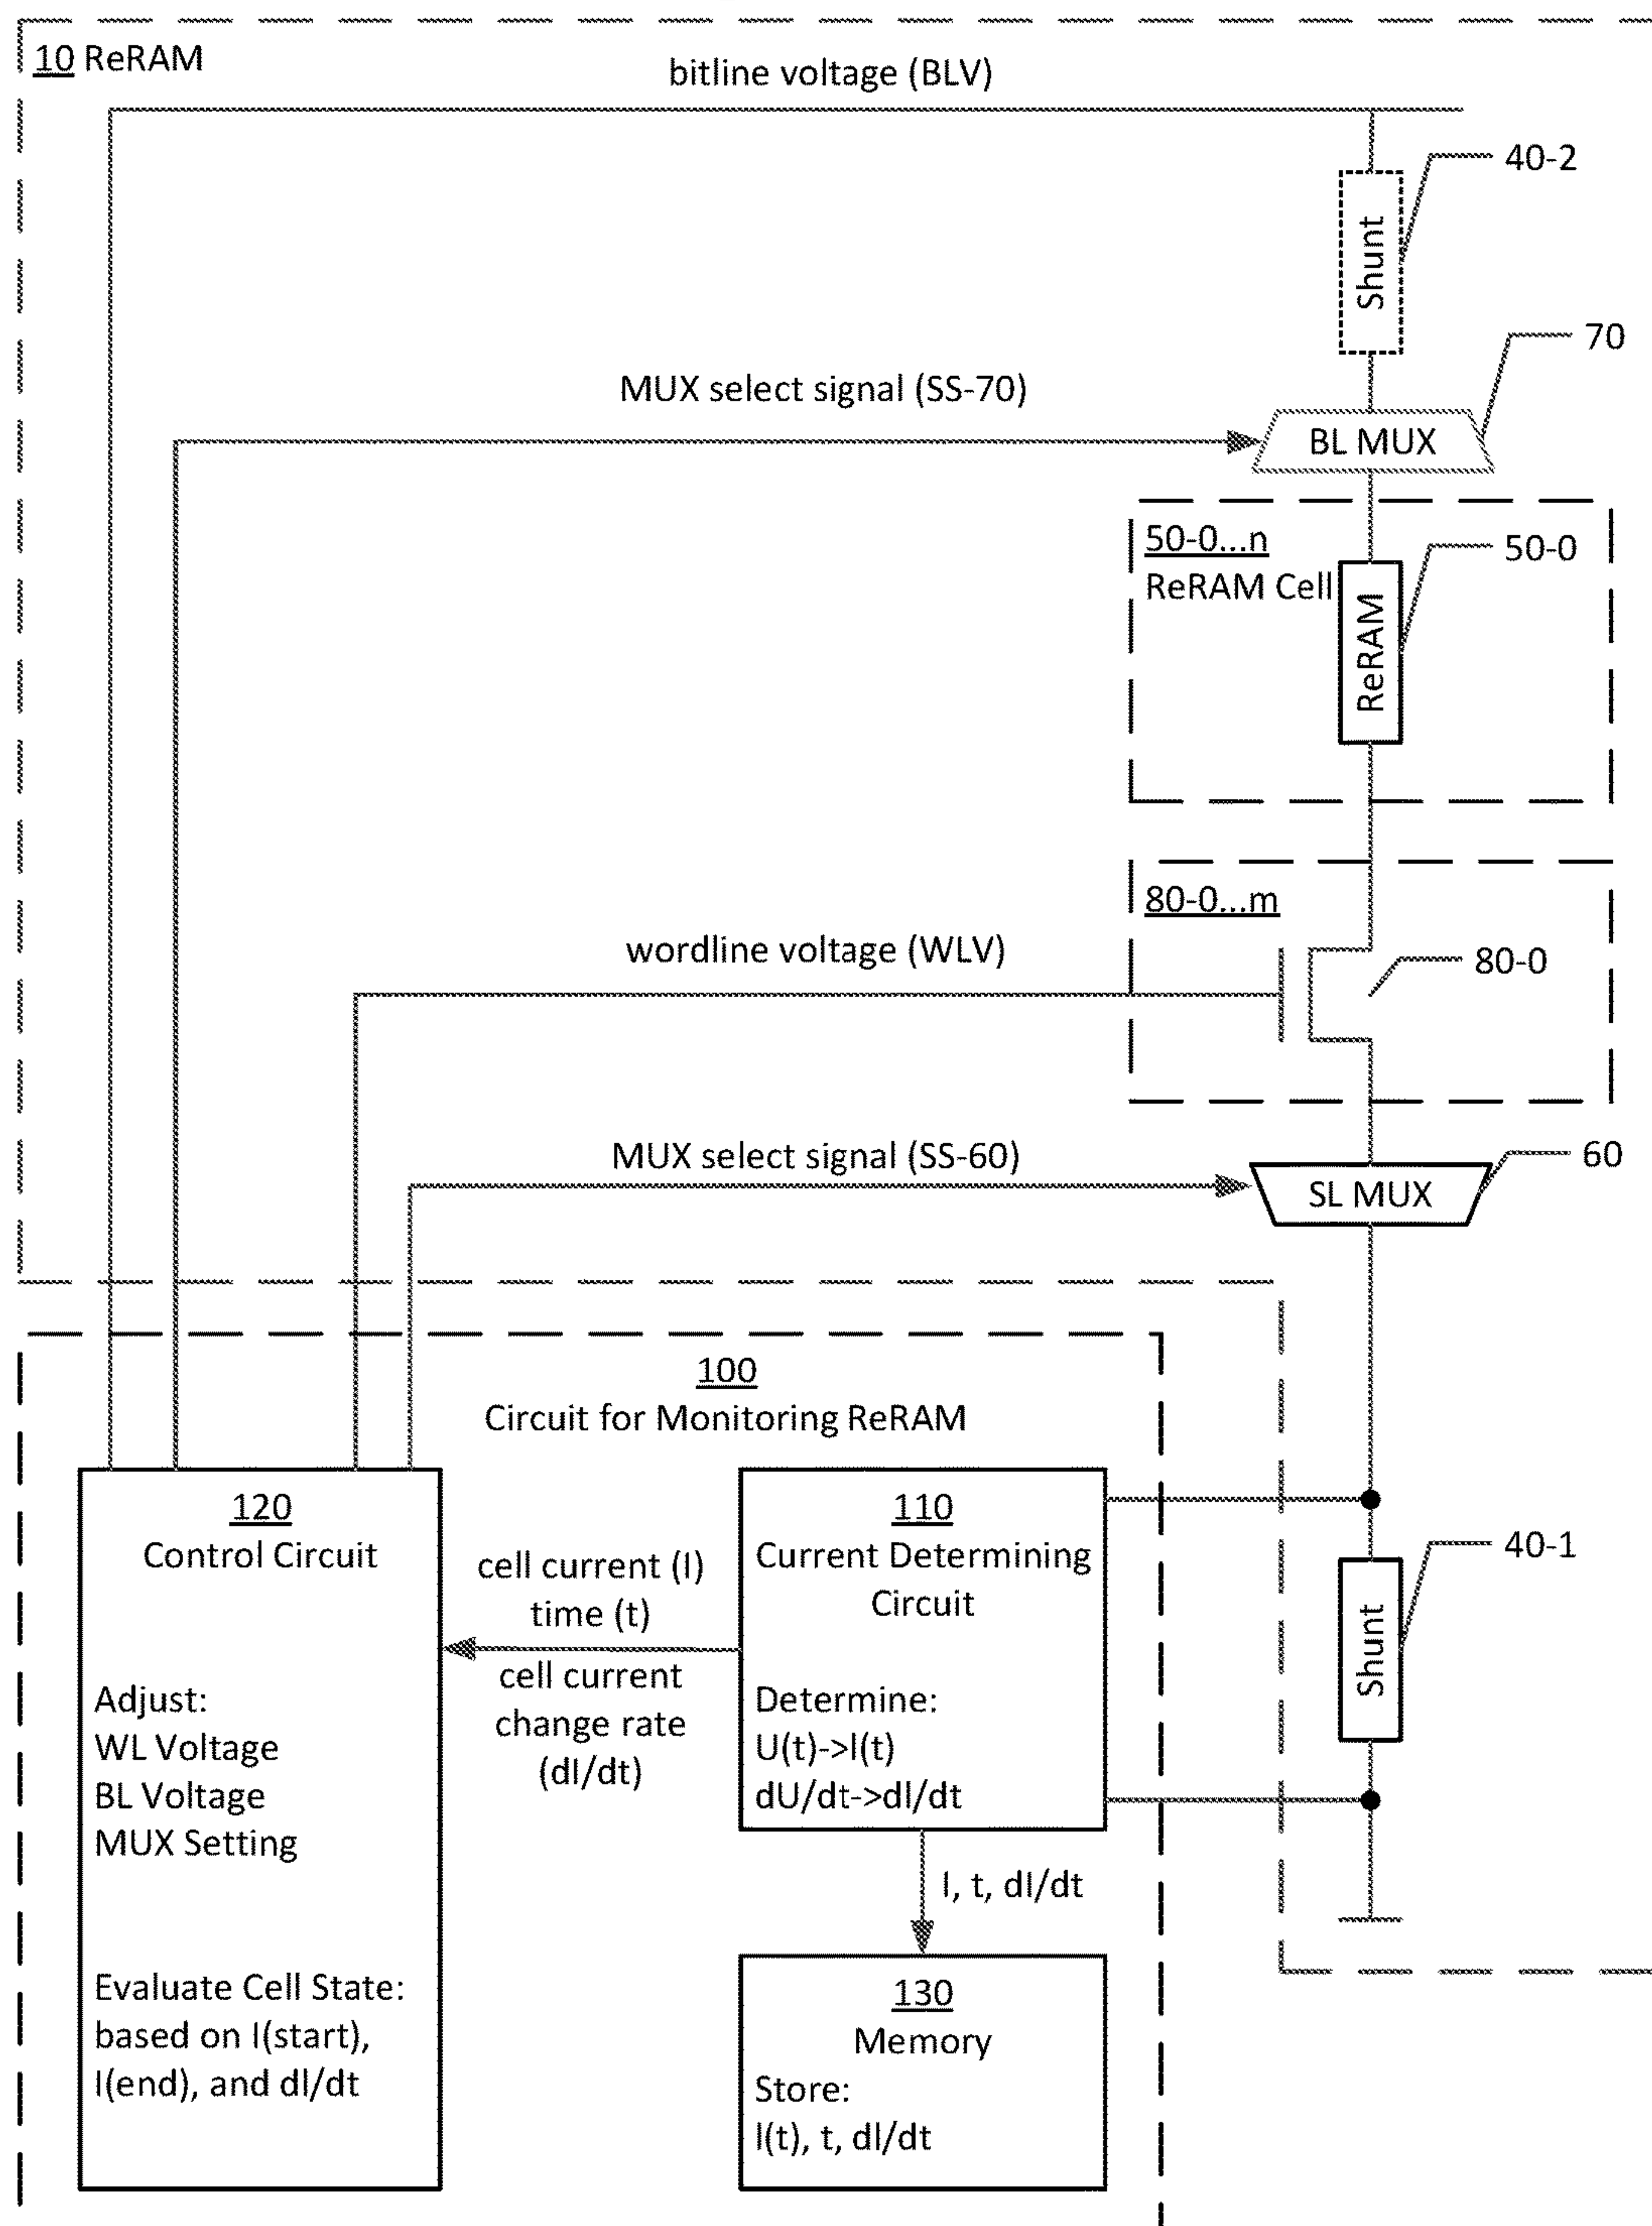 10 ReRAM
bitline voltage (BLV)
40-2
Shunt
70
MUX select signal (SS-70)
BL MUX
50-0...n
ReRAM Cell
50-0
ReRAM
80-0...m
wordline voltage (WLV)
80-0
MUX select signal (SS-60)
60
SL MUX
100
Circuit for Monitoring ReRAM
120
Control Circuit
Adjust:
WL Voltage
BL Voltage
MUX Setting
Evaluate Cell State:
based on I(start),
I(end), and dI/dt
cell current (I)
time (t)
cell current
change rate
(dI/dt)
110
Current Determining
Circuit
Determine:
U(t)->I(t)
dU/dt->dI/dt
40-1
Shunt
I, t, dI/dt
130
Memory
Store:
I(t), t, dI/dt